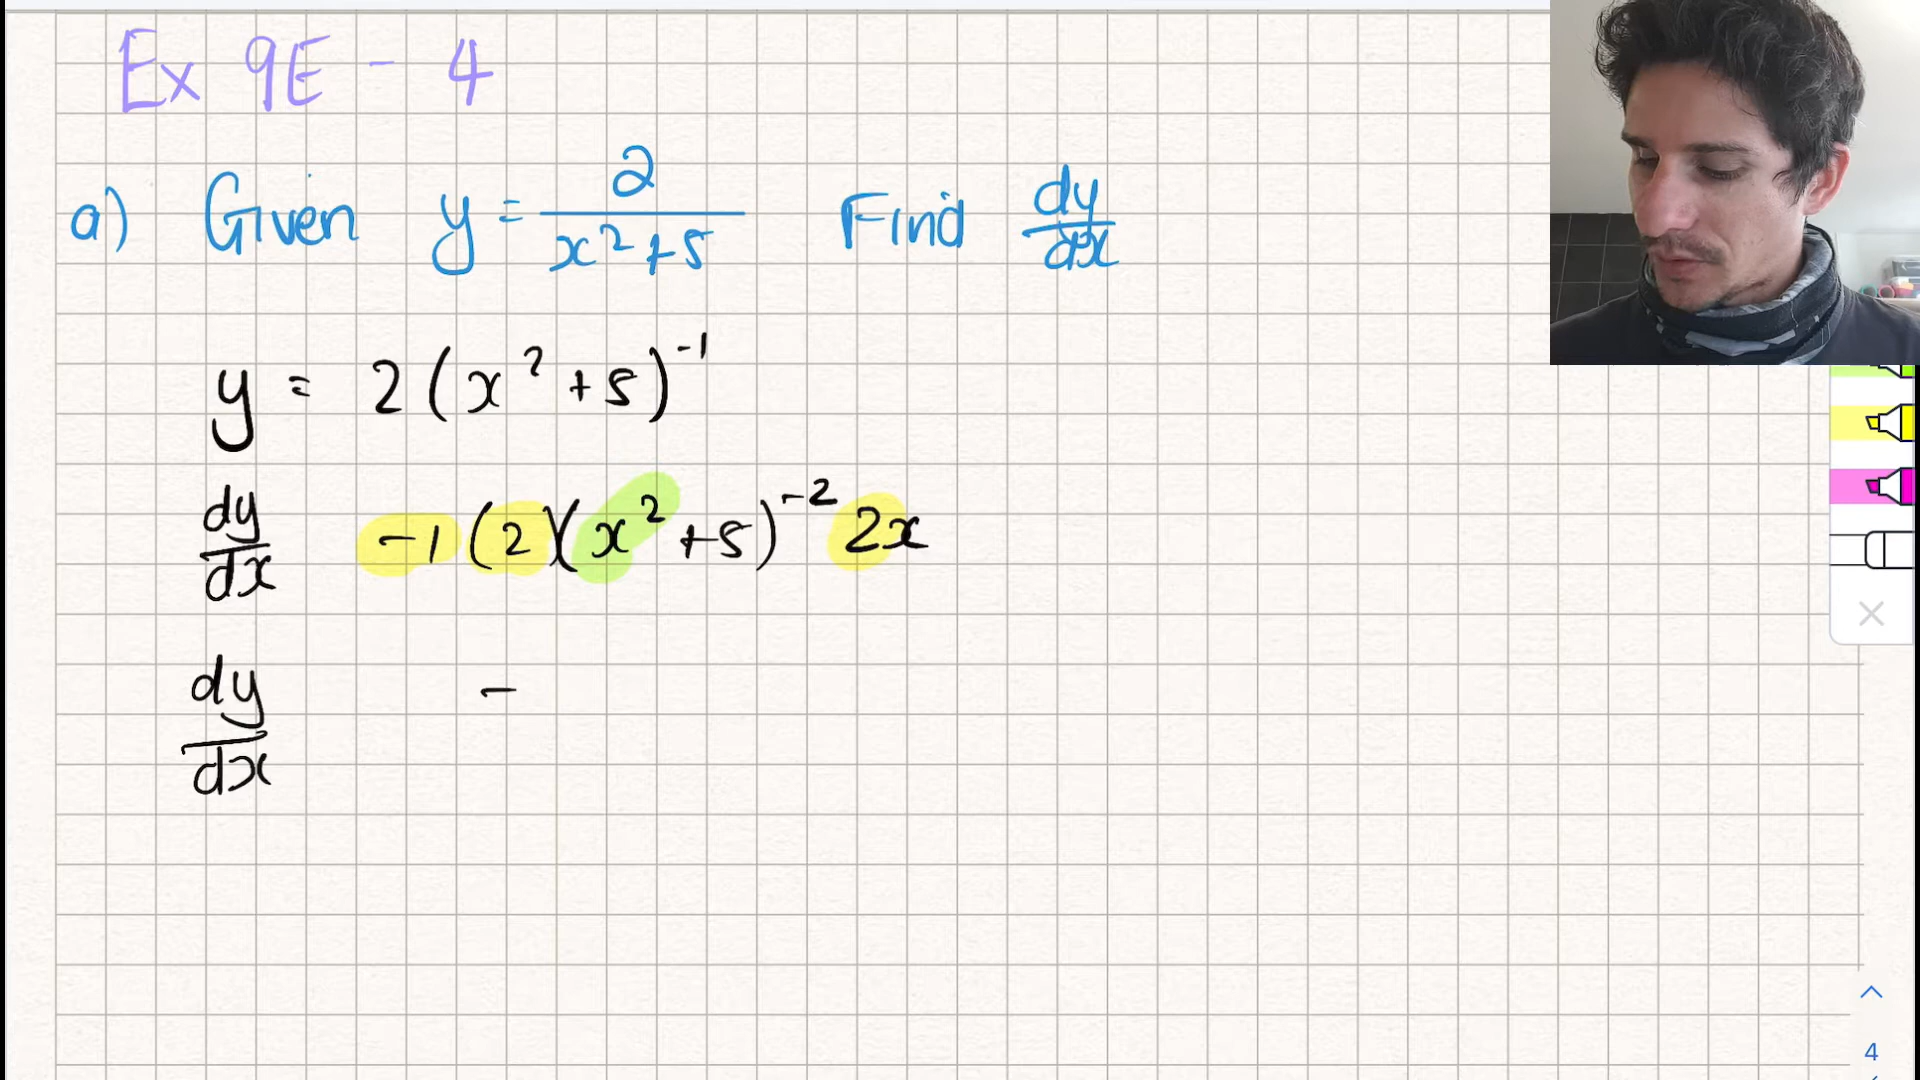 Ex 9E - 4
a) Given y = 2/(x²+5) Find dy/dx
y = 2(x²+5)⁻¹
dy/dx -1(2)(x²+5)⁻² 2x
dy/dx -
4